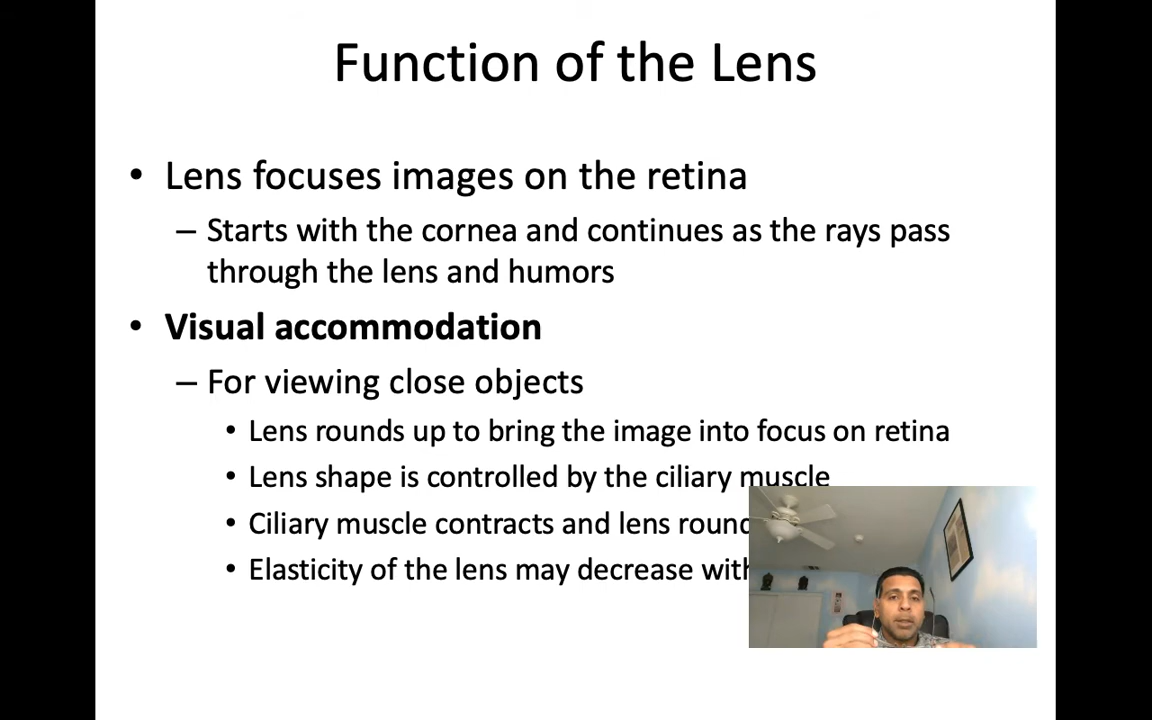 Function of the Lens
• Lens focuses images on the retina
– Starts with the cornea and continues as the rays pass
through the lens and humors
• Visual accommodation
– For viewing close objects
• Lens rounds up to bring the image into focus on retina
• Lens shape is controlled by the ciliary muscle
• Ciliary muscle contracts and lens
• Elasticity of the lens may decrease